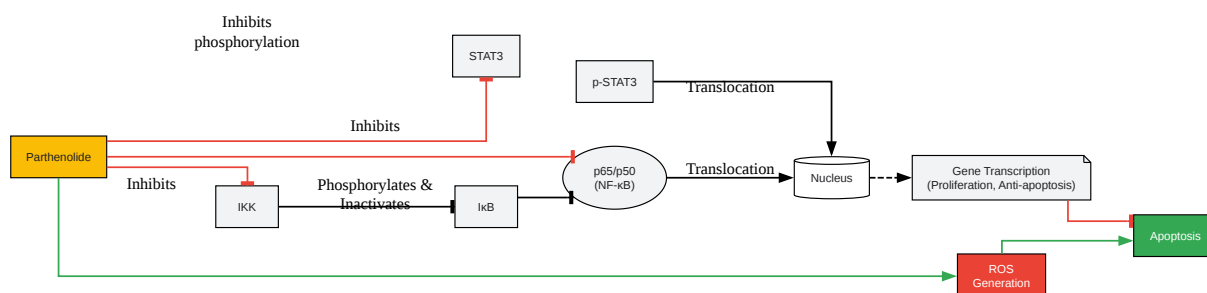 Inhibits
phosphorylation
STAT3
p-STAT3
Translocation
Inhibits
Parthenolide
p65/p50
(NF-κB)
Translocation
Nucleus
Gene Transcription
(Proliferation, Anti-apoptosis)
Inhibits
Phosphorylates &
Inactivates
IKK
IκB
Apoptosis
ROS
Generation